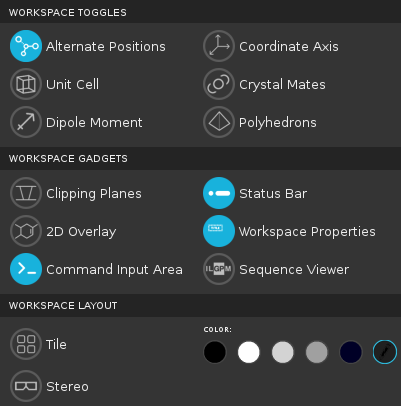 WORKSPACE TOGGLES
Alternate Positions Coordinate Axis
Unit Cell Crystal Mates
Dipole Moment Polyhedrons
WORKSPACE GADGETS
Clipping Planes Status Bar
2D Overlay Workspace Properties
Command Input Area ILGPM Sequence Viewer
WORKSPACE LAYOUT
COLOR:
Tile
Stereo